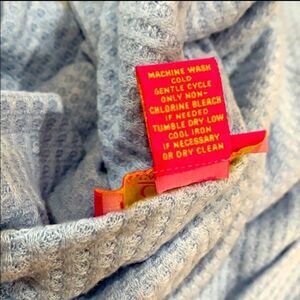 MACHINE WASH
COLD
GENTLE CYCLE
ONLY NON-
CHLORINE BLEACH
IF NEEDED
TUMBLE DRY LOW
COOL IRON
IF NECESSARY
OR DRY CLEAN